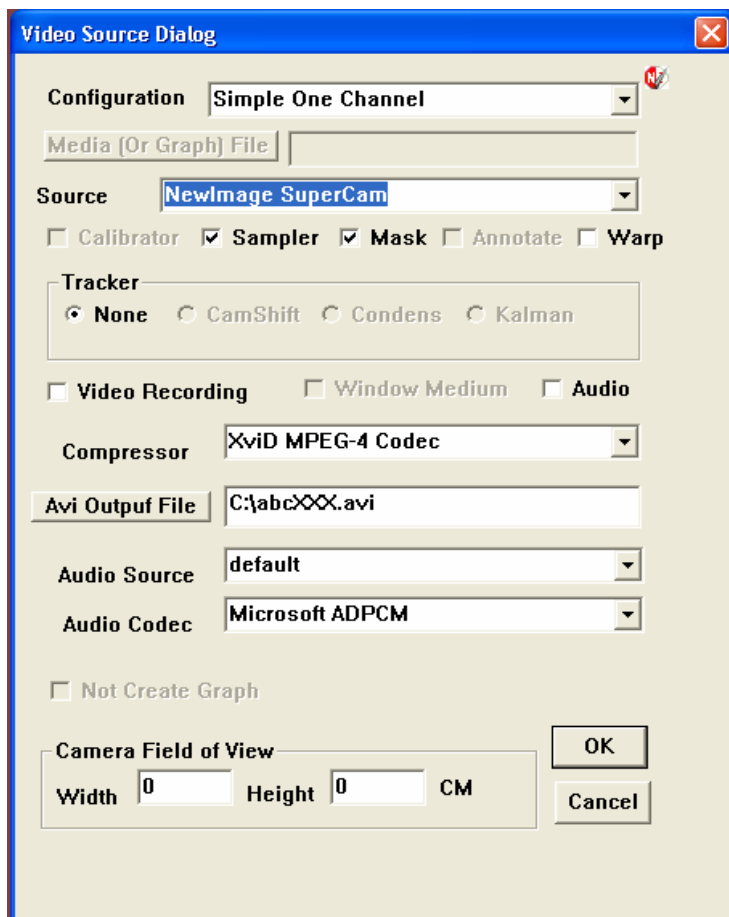 Video Source Dialog
Configuration Simple One Channel
Media (Or Graph) File
Source NewImage SuperCam
Calibrator Sampler Mask Annotate Warp
Tracker
None CamShift Condens Kalman
Video Recording Window Medium Audio
Compressor XviD MPEG-4 Codec
Avi Outpuf File C:\abcXXX.avi
Audio Source default
Audio Codec Microsoft ADPCM
Not Create Graph
Camera Field of View
OK
Width 0 Height 0 CM
Cancel